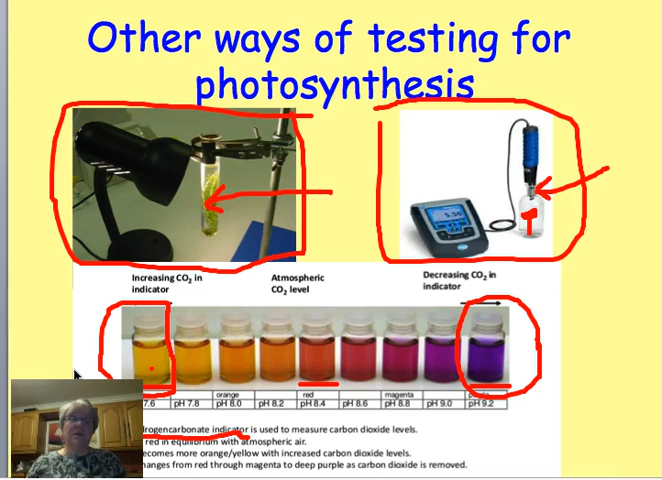 Other ways of testing for
photosynthesis
5.56
Increasing CO₂ in
indicator
Atmospheric
CO₂ level
Decreasing CO₂ in
indicator
orange red magenta
7.6 pH 7.8 pH 8.0 pH 8.2 pH 8.4 pH 8.6 pH 8.8 pH 9.0 pH 9.2
drogencarbonate indicator is used to measure carbon dioxide levels.
red in equilibrium with atmospheric air.
ecomes more orange/yellow with increased carbon dioxide levels.
hanges from red through magenta to deep purple as carbon dioxide is removed.